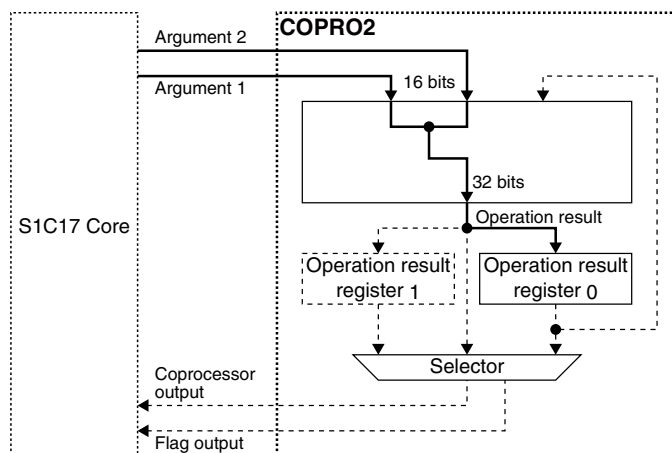 COPRO2
Argument 2
Argument 1
16 bits
32 bits
S1C17 Core
Operation result
Operation result
register 1
Operation result
register 0
Selector
Coprocessor
output
Flag output